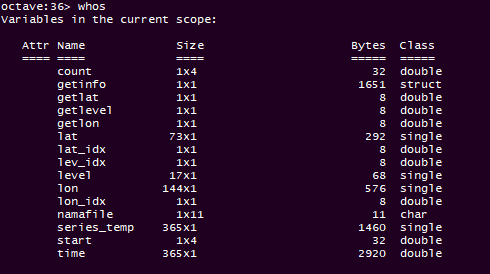 octave:36> whos
Variables in the current scope:
Attr Name Size Bytes Class
==== ==== ==== ===== =====
count 1x4 32 double
getinfo 1x1 1651 struct
getlat 1x1 8 double
getlevel 1x1 8 double
getlon 1x1 8 double
lat 73x1 292 single
lat_idx 1x1 8 double
lev_idx 1x1 8 double
level 17x1 68 single
lon 144x1 576 single
lon_idx 1x1 8 double
namafile 1x11 11 char
series_temp 365x1 1460 single
start 1x4 32 double
time 365x1 2920 double